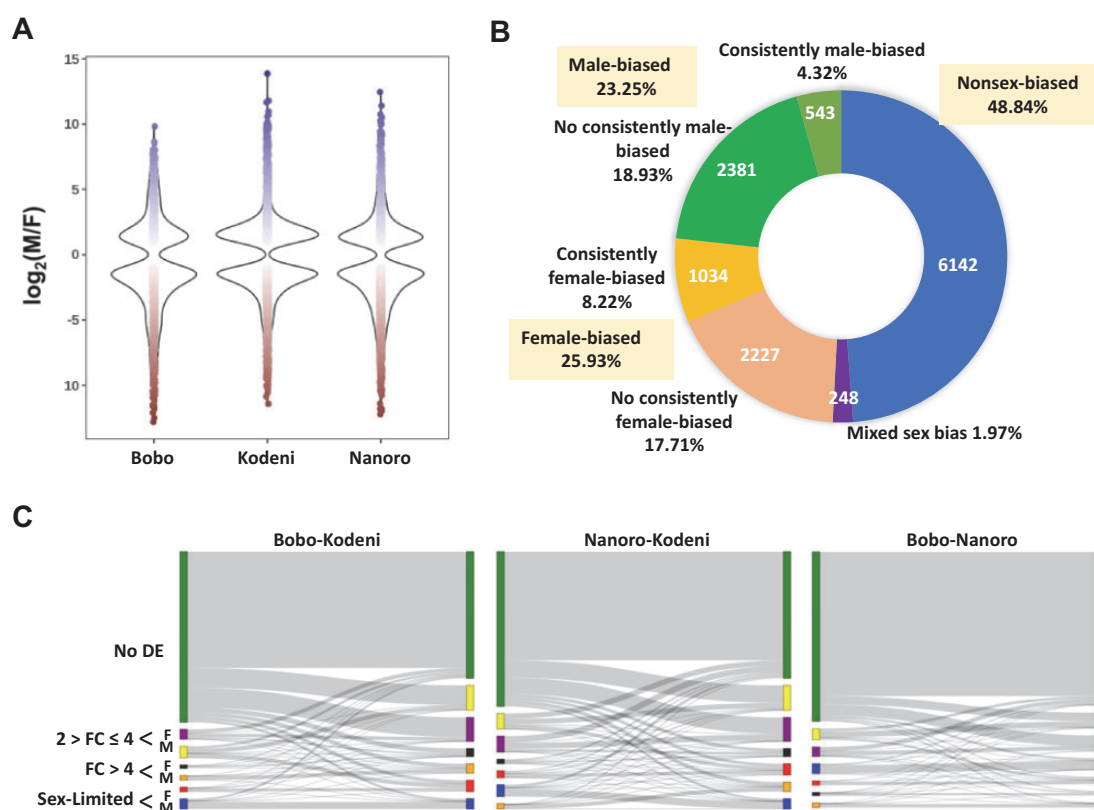 A
15
10
5
0
-5
10
log2(M/F)
Bobo
Kodeni
Nanoro
B
Consistently male-biased
4.32%
Male-biased
23.25%
Nonsex-biased
48.84%
No consistently male-
biased
18.93%
543
2381
Consistently
female-biased
8.22%
1034
6142
Female-biased
25.93%
2227
248
No consistently
female-biased
17.71%
Mixed sex bias 1.97%
C
Bobo-Kodeni
Nanoro-Kodeni
Bobo-Nanoro
No DE
2 > FC ≤ 4 < F
M
FC > 4 < F
M
Sex-Limited < F
M